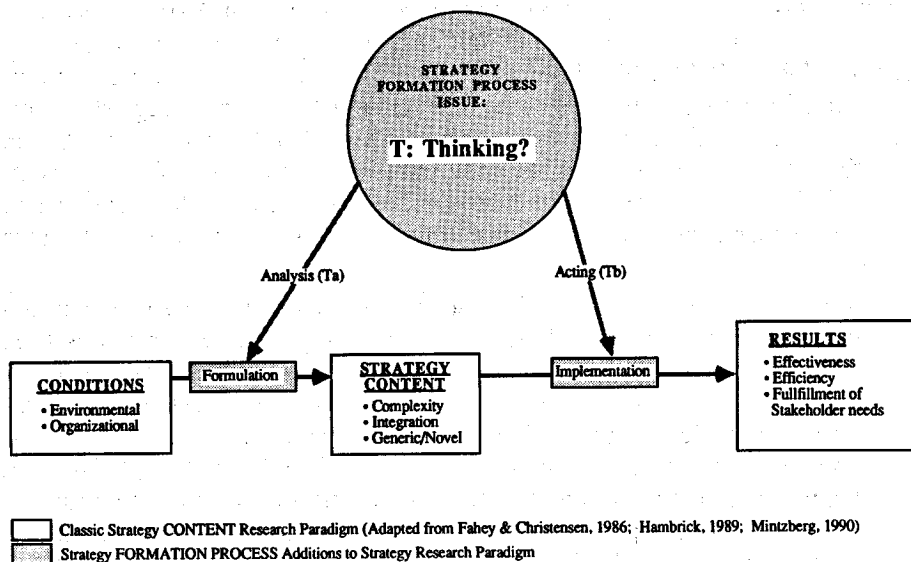 STRATEGY
FORMATION PROCESS
ISSUE:
T: Thinking?
Analysis (Ta)
Acting (Tb)
CONDITIONS
• Environmental
• Organizational
Formulation
STRATEGY
CONTENT
• Complexity
• Integration
• Generic/Novel
Implementation
RESULTS
• Effectiveness
• Efficiency
• Fullfillment of
Stakeholder needs
Classic Strategy CONTENT Research Paradigm (Adapted from Fahey & Christensen, 1986; Hambrick, 1989; Mintzberg, 1990)
Strategy FORMATION PROCESS Additions to Strategy Research Paradigm